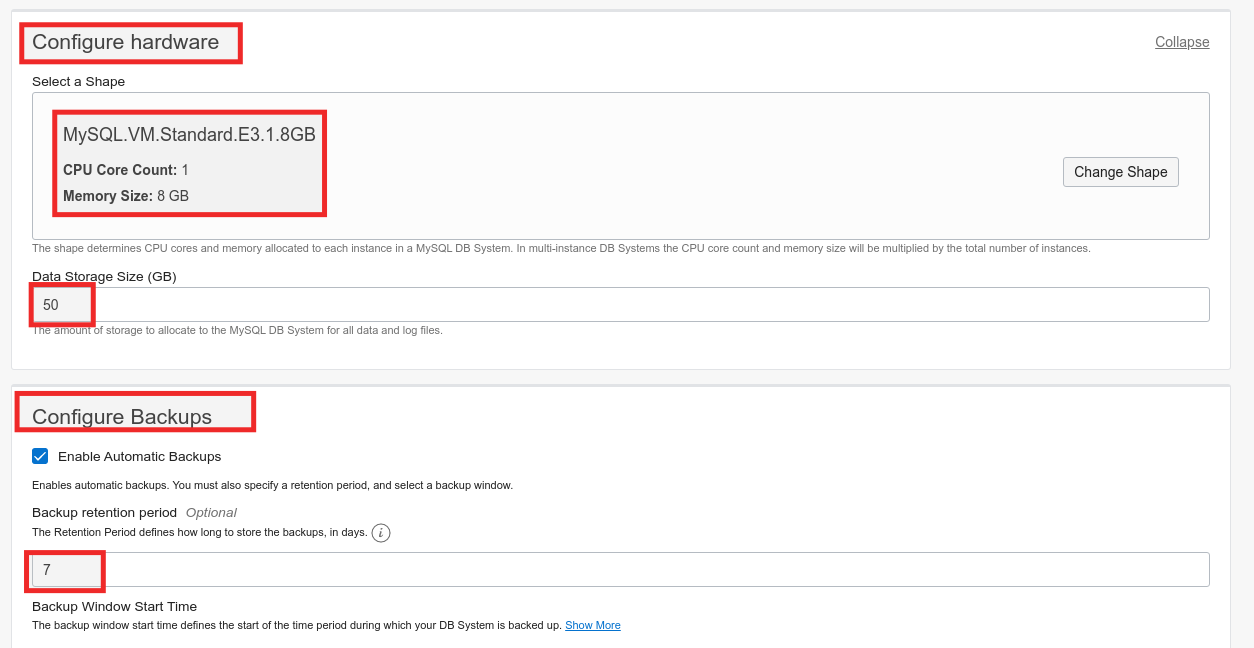 Configure hardware
Collapse
Select a Shape
MySQL.VM.Standard.E3.1.8GB
CPU Core Count: 1
Memory Size: 8 GB
Change Shape
The shape determines CPU cores and memory allocated to each instance in a MySQL DB System. In multi-instance DB Systems the CPU core count and memory size will be multiplied by the total number of instances.
Data Storage Size (GB)
50
The amount of storage to allocate to the MySQL DB System for all data and log files.
Configure Backups
Enable Automatic Backups
Enables automatic backups. You must also specify a retention period, and select a backup window.
Backup retention period Optional
The Retention Period defines how long to store the backups, in days. i
7
Backup Window Start Time
The backup window start time defines the start of the time period during which your DB System is backed up. Show More